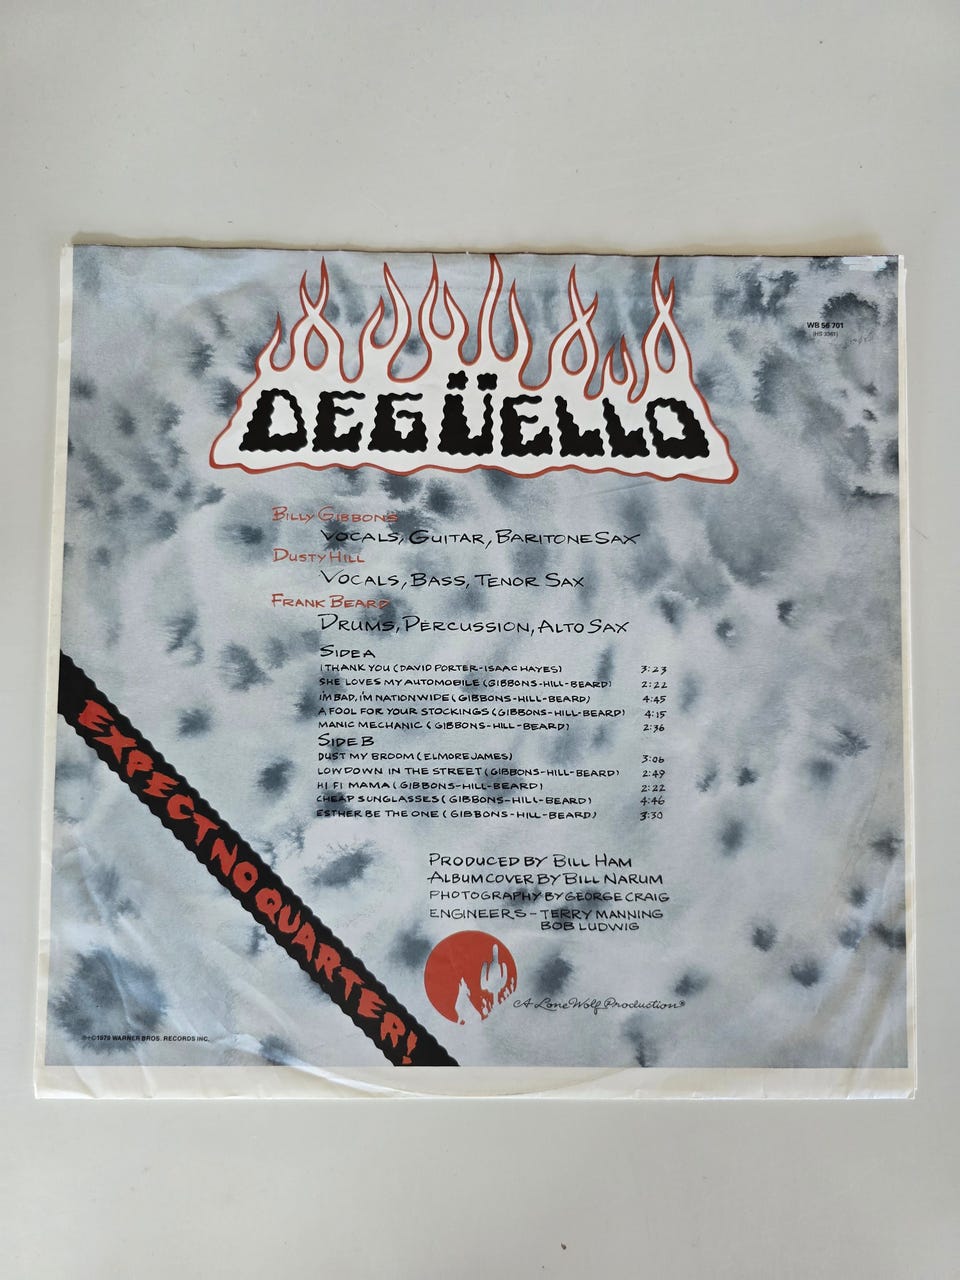 WB 56 701
(HS 3361)
DEGÜELLO
BILLY GIBBONS
VOCALS, GUITAR, BARITONE SAX
DUSTY HILL
VOCALS, BASS, TENOR SAX
FRANK BEARD
DRUMS, PERCUSSION, ALTO SAX
SIDE A
I THANK YOU (DAVID PORTER-ISAAC HAYES) 3:23
SHE LOVES MY AUTOMOBILE (GIBBONS-HILL-BEARD) 2:22
I'M BAD, I'M NATIONWIDE (GIBBONS-HILL-BEARD) 4:45
A FOOL FOR YOUR STOCKINGS (GIBBONS-HILL-BEARD) 4:15
MANIC MECHANIC (GIBBONS-HILL-BEARD) 2:36
SIDE B
DUST MY BROOM (ELMORE JAMES) 3:06
LOWDOWN IN THE STREET (GIBBONS-HILL-BEARD) 2:49
HI FI MAMA (GIBBONS-HILL-BEARD) 2:22
CHEAP SUNGLASSES (GIBBONS-HILL-BEARD) 4:46
ESTHER BE THE ONE (GIBBONS-HILL-BEARD) 3:30
EXPECT NO QUARTER!
PRODUCED BY BILL HAM
ALBUM COVER BY BILL NARUM
PHOTOGRAPHY BY GEORGE CRAIG
ENGINEERS - TERRY MANNING
BOB LUDWIG
A Lone Wolf Production®
℗+©1979 WARNER BROS. RECORDS INC.